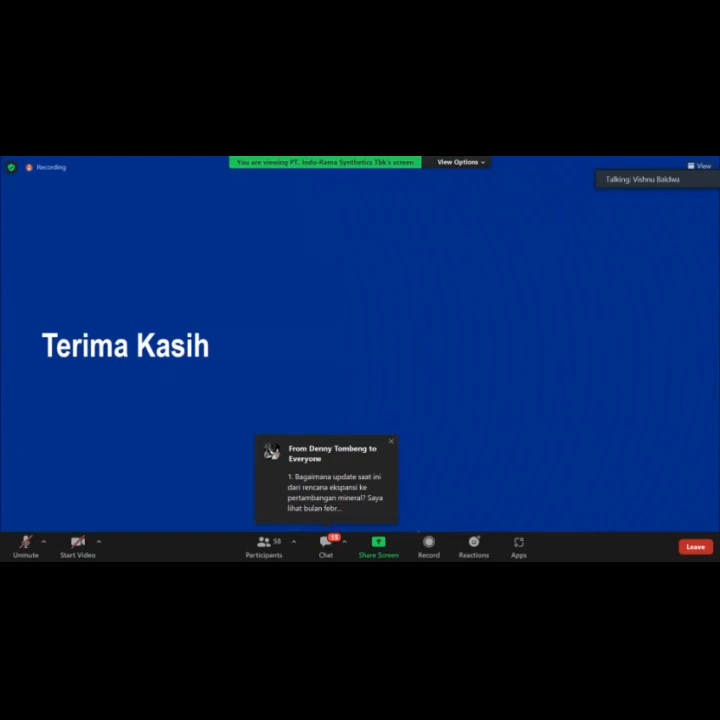 Recording
You are viewing PT. Indo-Rama Synthetics Tbk's screen
View Options
View
Talking: Vishnu Baldwa
Terima Kasih
From Denny Tombeng to
Everyone
1. Bagaimana update saat ini
dari rencana ekspansi ke
pertambangan mineral? Saya
lihat bulan febr...
Unmute
Start Video
58
Participants
Chat
Share Screen
Record
Reactions
Apps
Leave